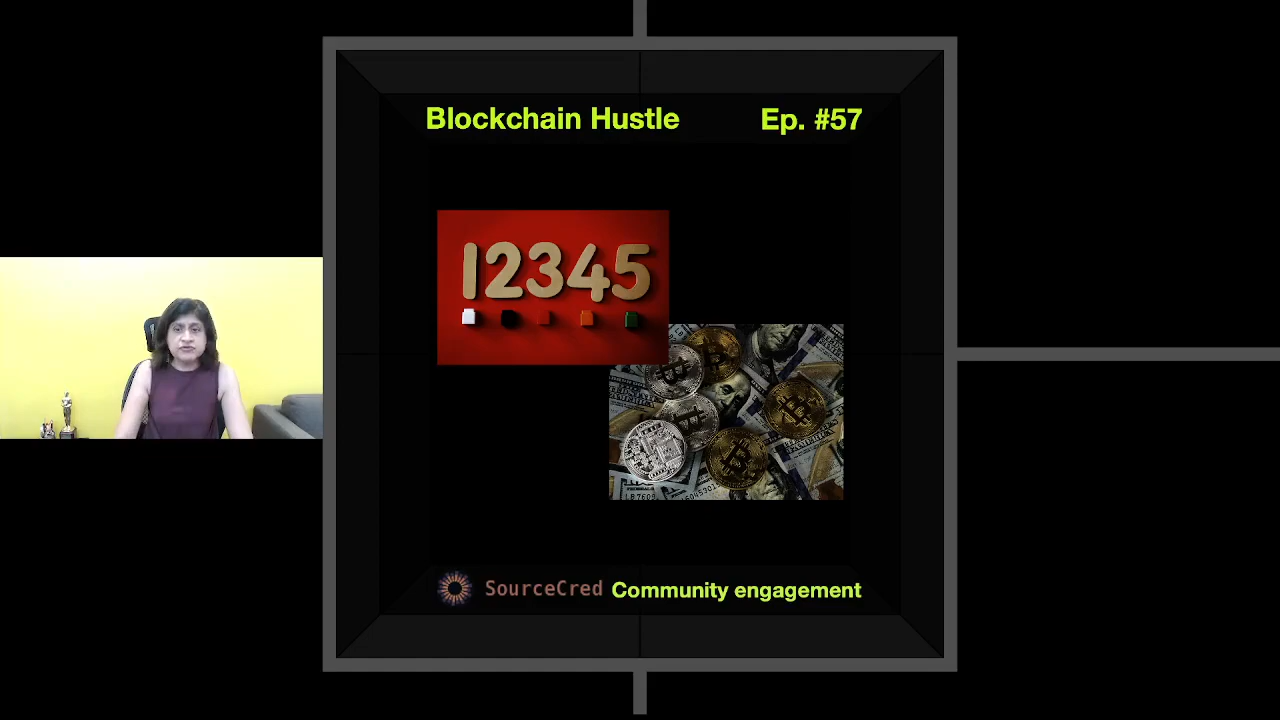 Blockchain Hustle
Ep. #57
12345
SourceCred
Community engagement